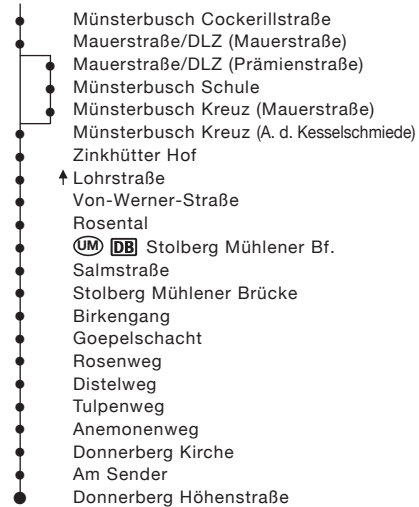 Münsterbusch Cockerillstraße
Mauerstraße/DLZ (Mauerstraße)
Mauerstraße/DLZ (Prämienstraße)
Münsterbusch Schule
Münsterbusch Kreuz (Mauerstraße)
Münsterbusch Kreuz (A. d. Kesselschmiede)
Zinkhütter Hof
Lohrstraße
Von-Werner-Straße
Rosental
UM DB Stolberg Mühlener Bf.
Salmstraße
Stolberg Mühlener Brücke
Birkengang
Goepelschacht
Rosenweg
Distelweg
Tulpenweg
Anemonenweg
Donnerberg Kirche
Am Sender
Donnerberg Höhenstraße